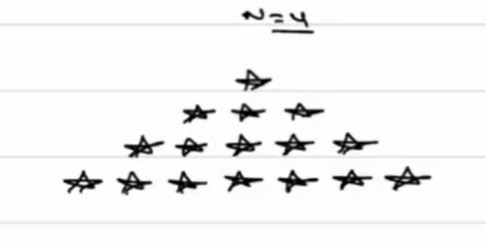 n=4
☆
☆ ☆ ☆
☆ ☆ ☆ ☆ ☆
☆ ☆ ☆ ☆ ☆ ☆ ☆